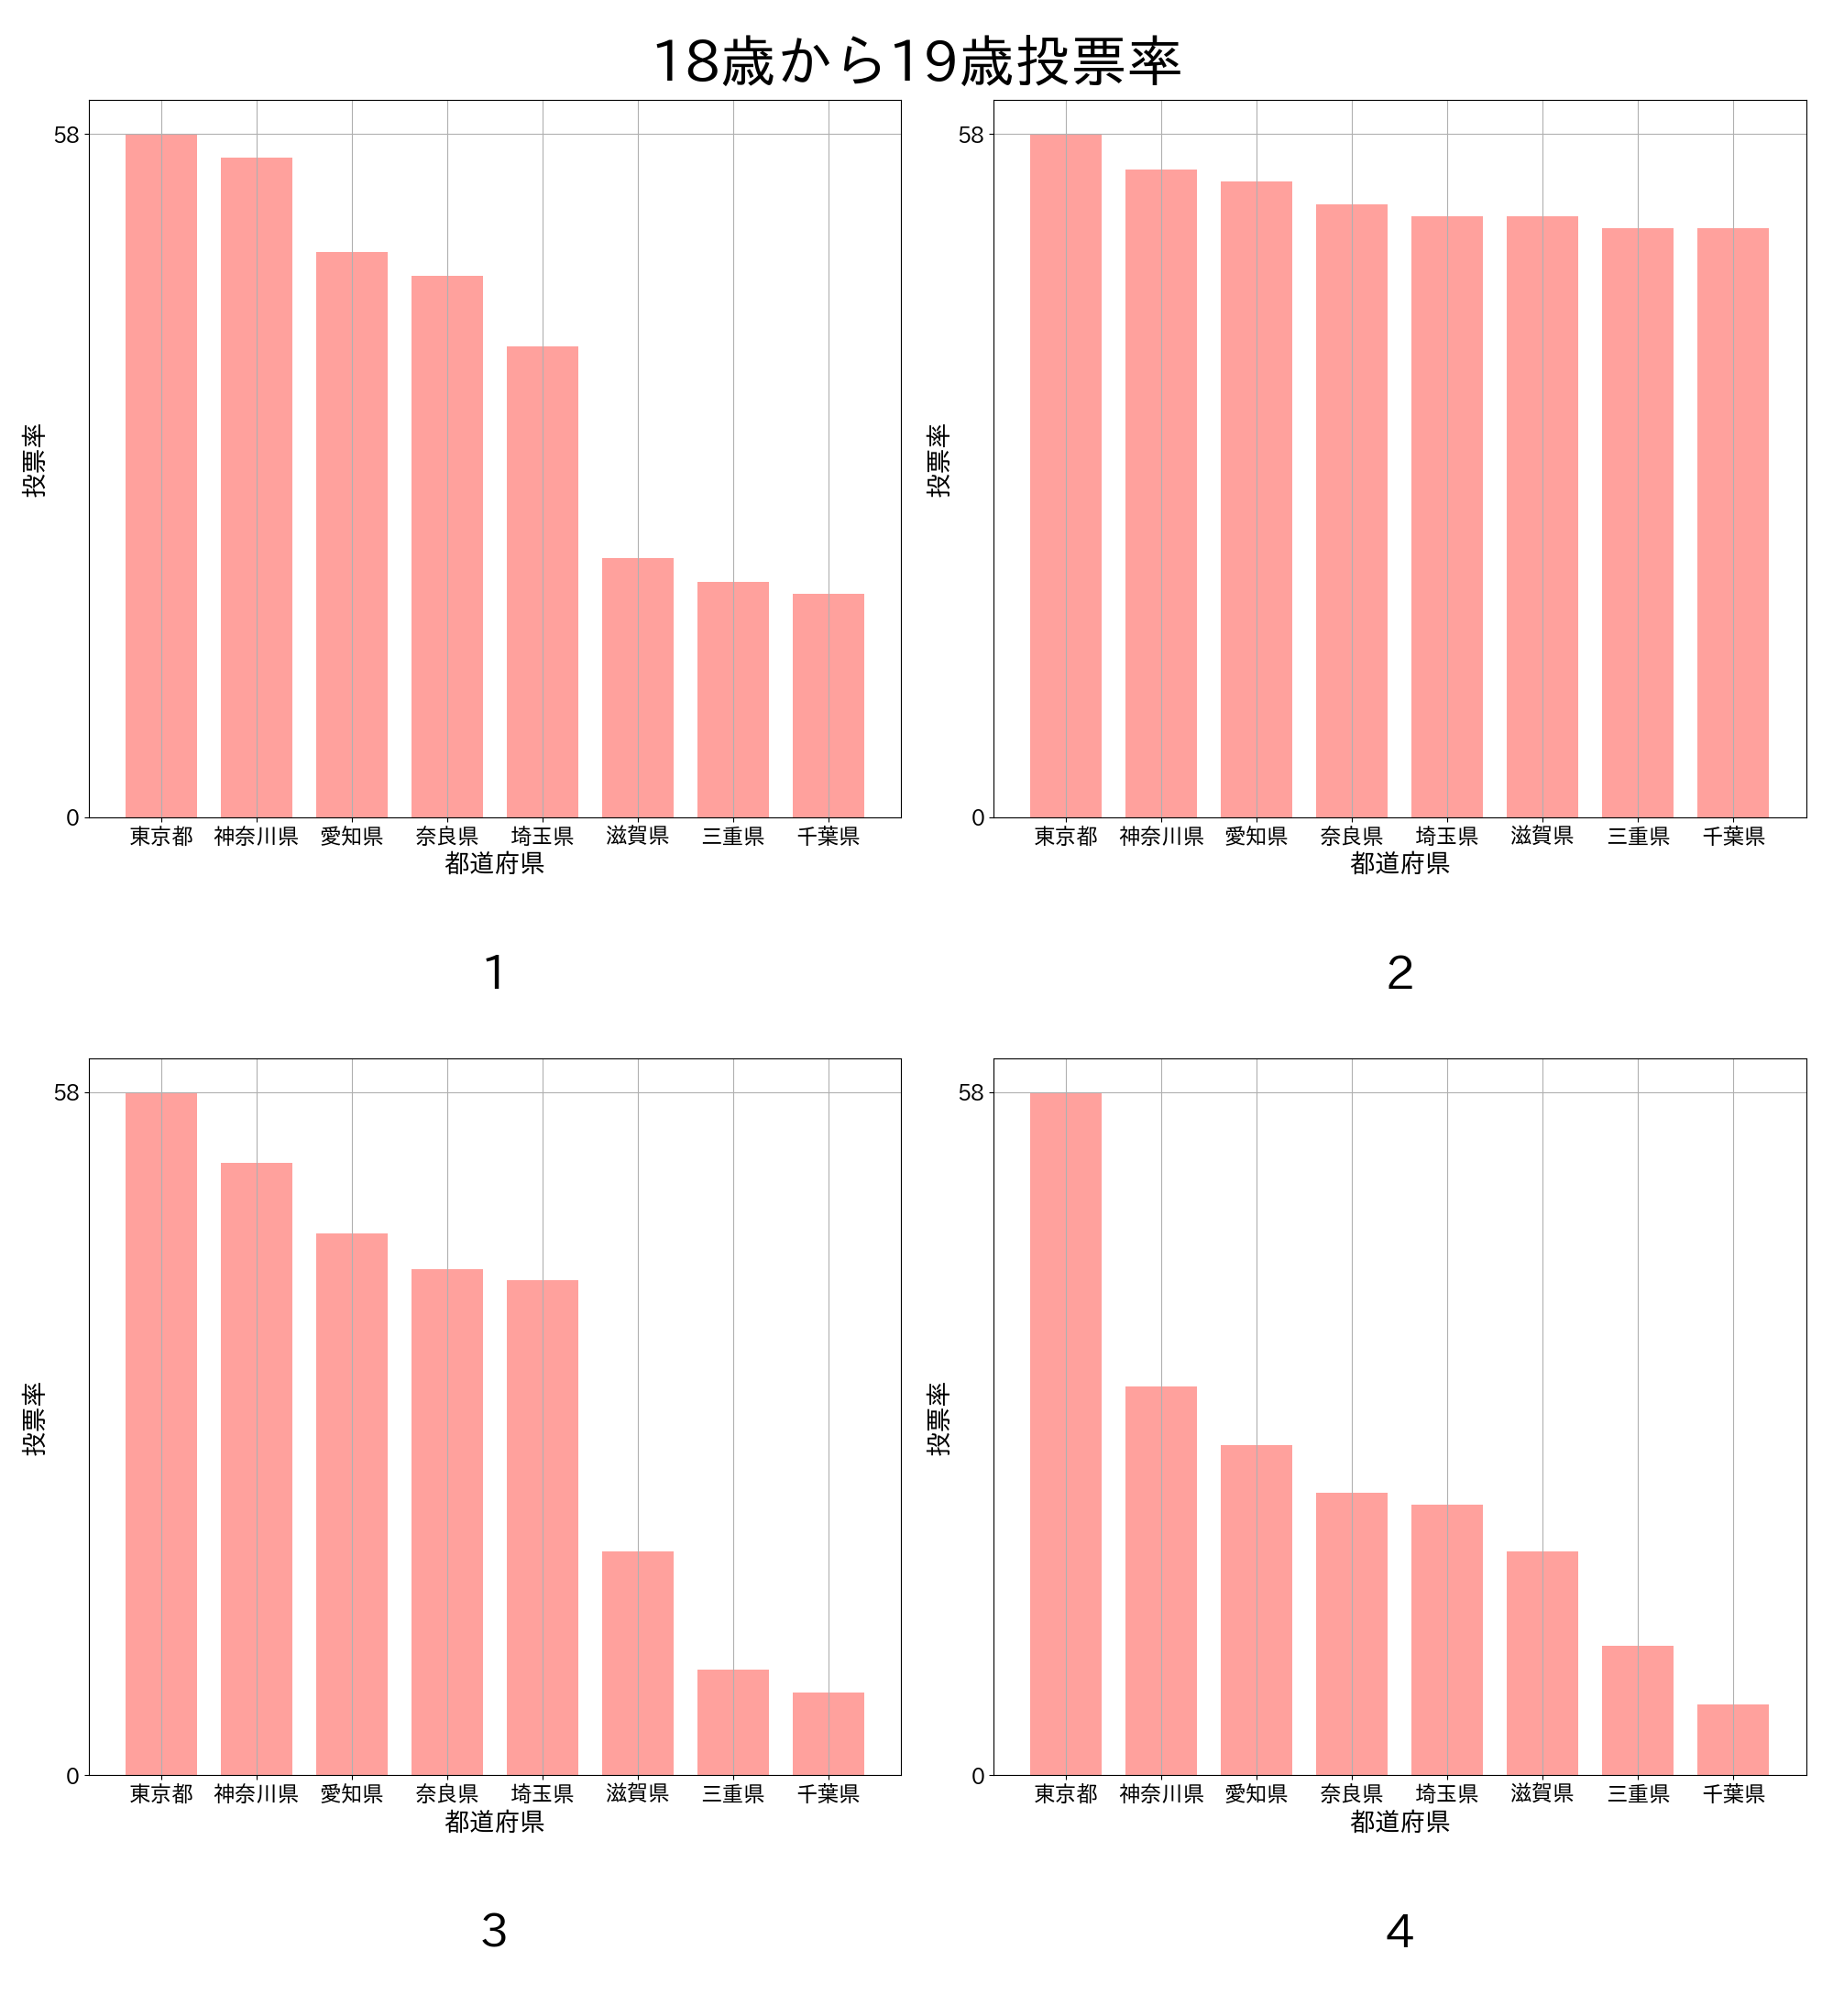 18歳から19歳投票率
58
0
投票率
東京都 神奈川県 愛知県 奈良県 埼玉県 滋賀県 三重県 千葉県
都道府県
1
58
0
投票率
東京都 神奈川県 愛知県 奈良県 埼玉県 滋賀県 三重県 千葉県
都道府県
2
58
0
投票率
東京都 神奈川県 愛知県 奈良県 埼玉県 滋賀県 三重県 千葉県
都道府県
3
58
0
投票率
東京都 神奈川県 愛知県 奈良県 埼玉県 滋賀県 三重県 千葉県
都道府県
4